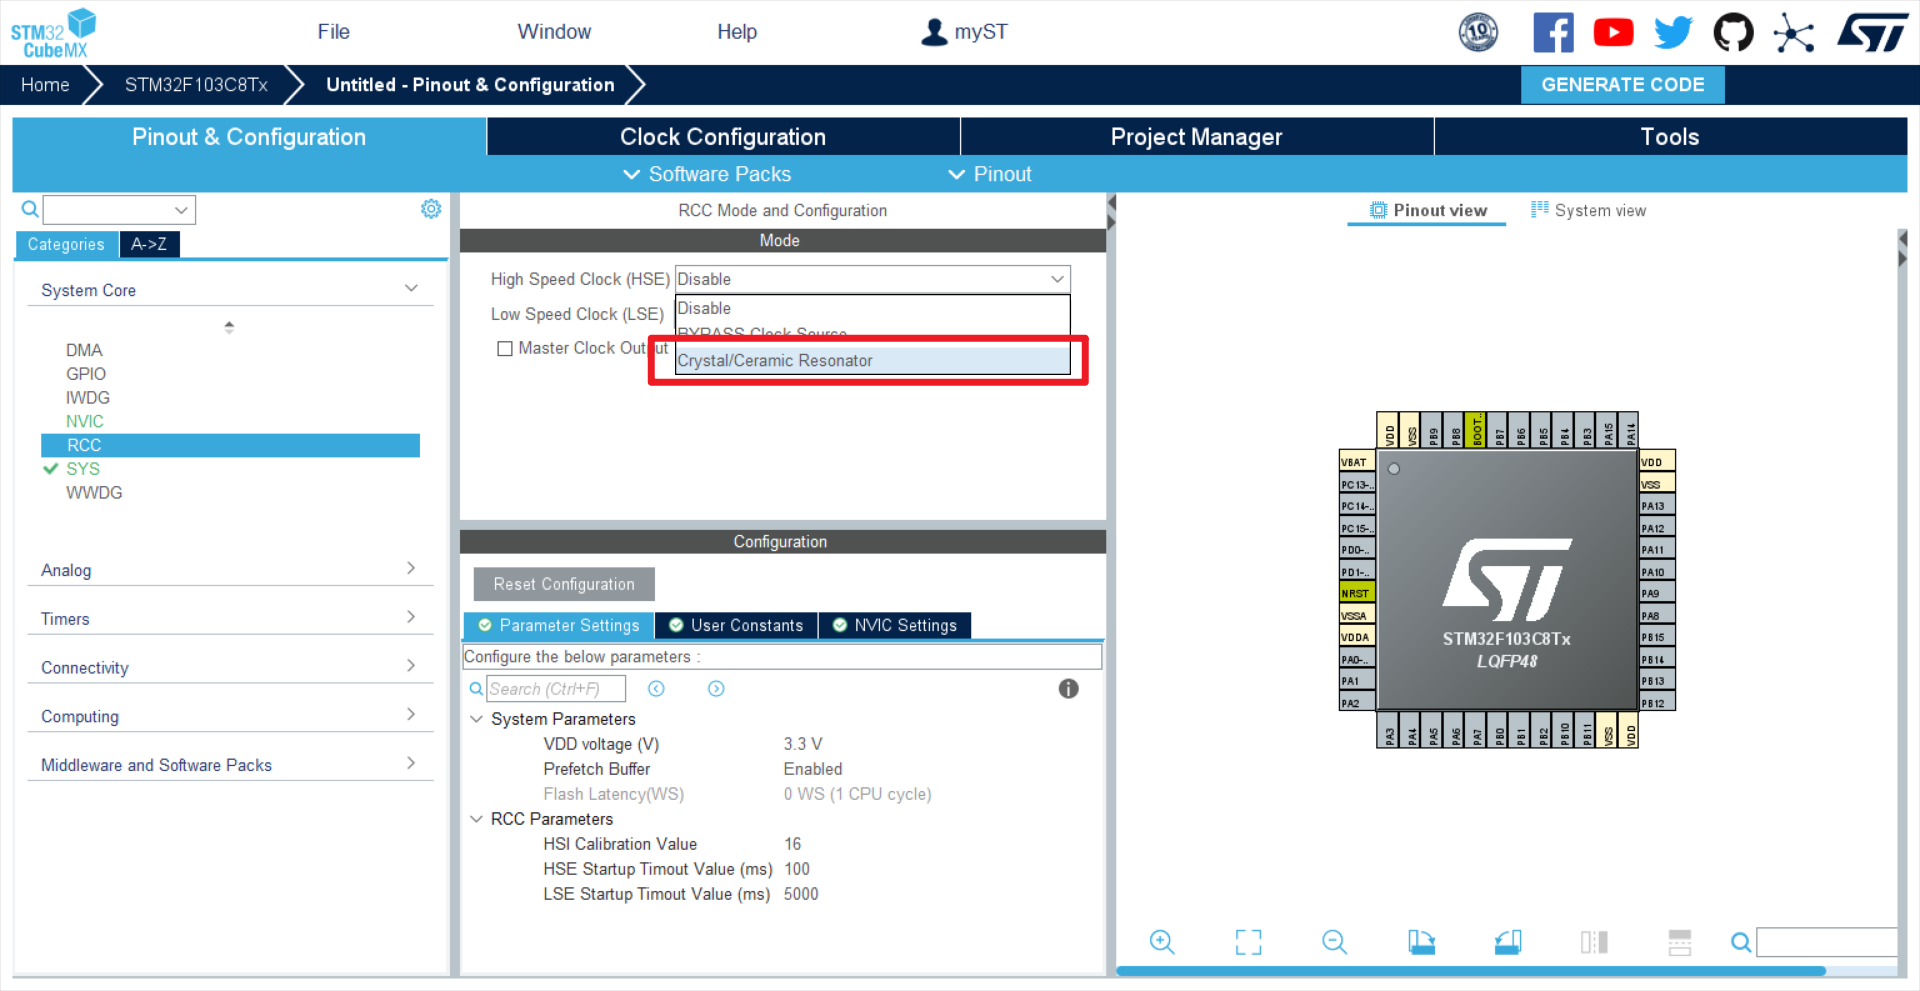 STM32
CubeMX
File
Window
Help
myST
10
Home
STM32F103C8Tx
Untitled - Pinout & Configuration
GENERATE CODE
Pinout & Configuration
Clock Configuration
Project Manager
Tools
Software Packs
Pinout
Categories
A->Z
System Core
DMA
GPIO
IWDG
NVIC
RCC
SYS
WWDG
Analog
Timers
Connectivity
Computing
Middleware and Software Packs
RCC Mode and Configuration
Mode
High Speed Clock (HSE) Disable
Disable
Low Speed Clock (LSE)
BYPASS Clock Source
Master Clock Output
Crystal/Ceramic Resonator
Configuration
Reset Configuration
Parameter Settings
User Constants
NVIC Settings
Configure the below parameters :
Search (Ctrl+F)
System Parameters
VDD voltage (V) 3.3 V
Prefetch Buffer Enabled
Flash Latency(WS) 0 WS (1 CPU cycle)
RCC Parameters
HSI Calibration Value 16
HSE Startup Timout Value (ms) 100
LSE Startup Timout Value (ms) 5000
Pinout view
System view
VDD
VSS
PB9
PB8
BOOT..
PB7
PB6
PB5
PB4
PB3
PA15
PA14
VBAT
PC13-..
PC14-..
PC15-..
PD0-..
PD1-..
NRST
VSSA
VDDA
PA0-..
PA1
PA2
VDD
VSS
PA13
PA12
PA11
PA10
PA9
PA8
PB15
PB14
PB13
PB12
STM32F103C8Tx
LQFP48
PA3
PA4
PA5
PA6
PA7
PB0
PB1
PB2
PB10
PB11
VSS
VDD